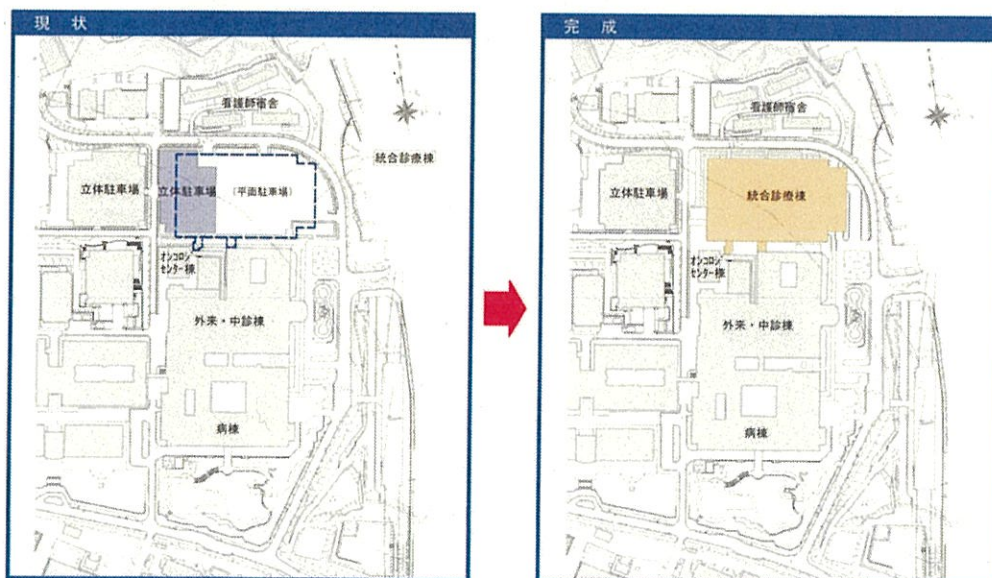 現 状
看護師宿舎
統合診療棟
立体駐車場
立体駐車場
(平面駐車場)
オンコロジー
センター棟
外来・中診棟
病棟
完 成
看護師宿舎
立体駐車場
統合診療棟
オンコロジー
センター棟
外来・中診棟
病棟